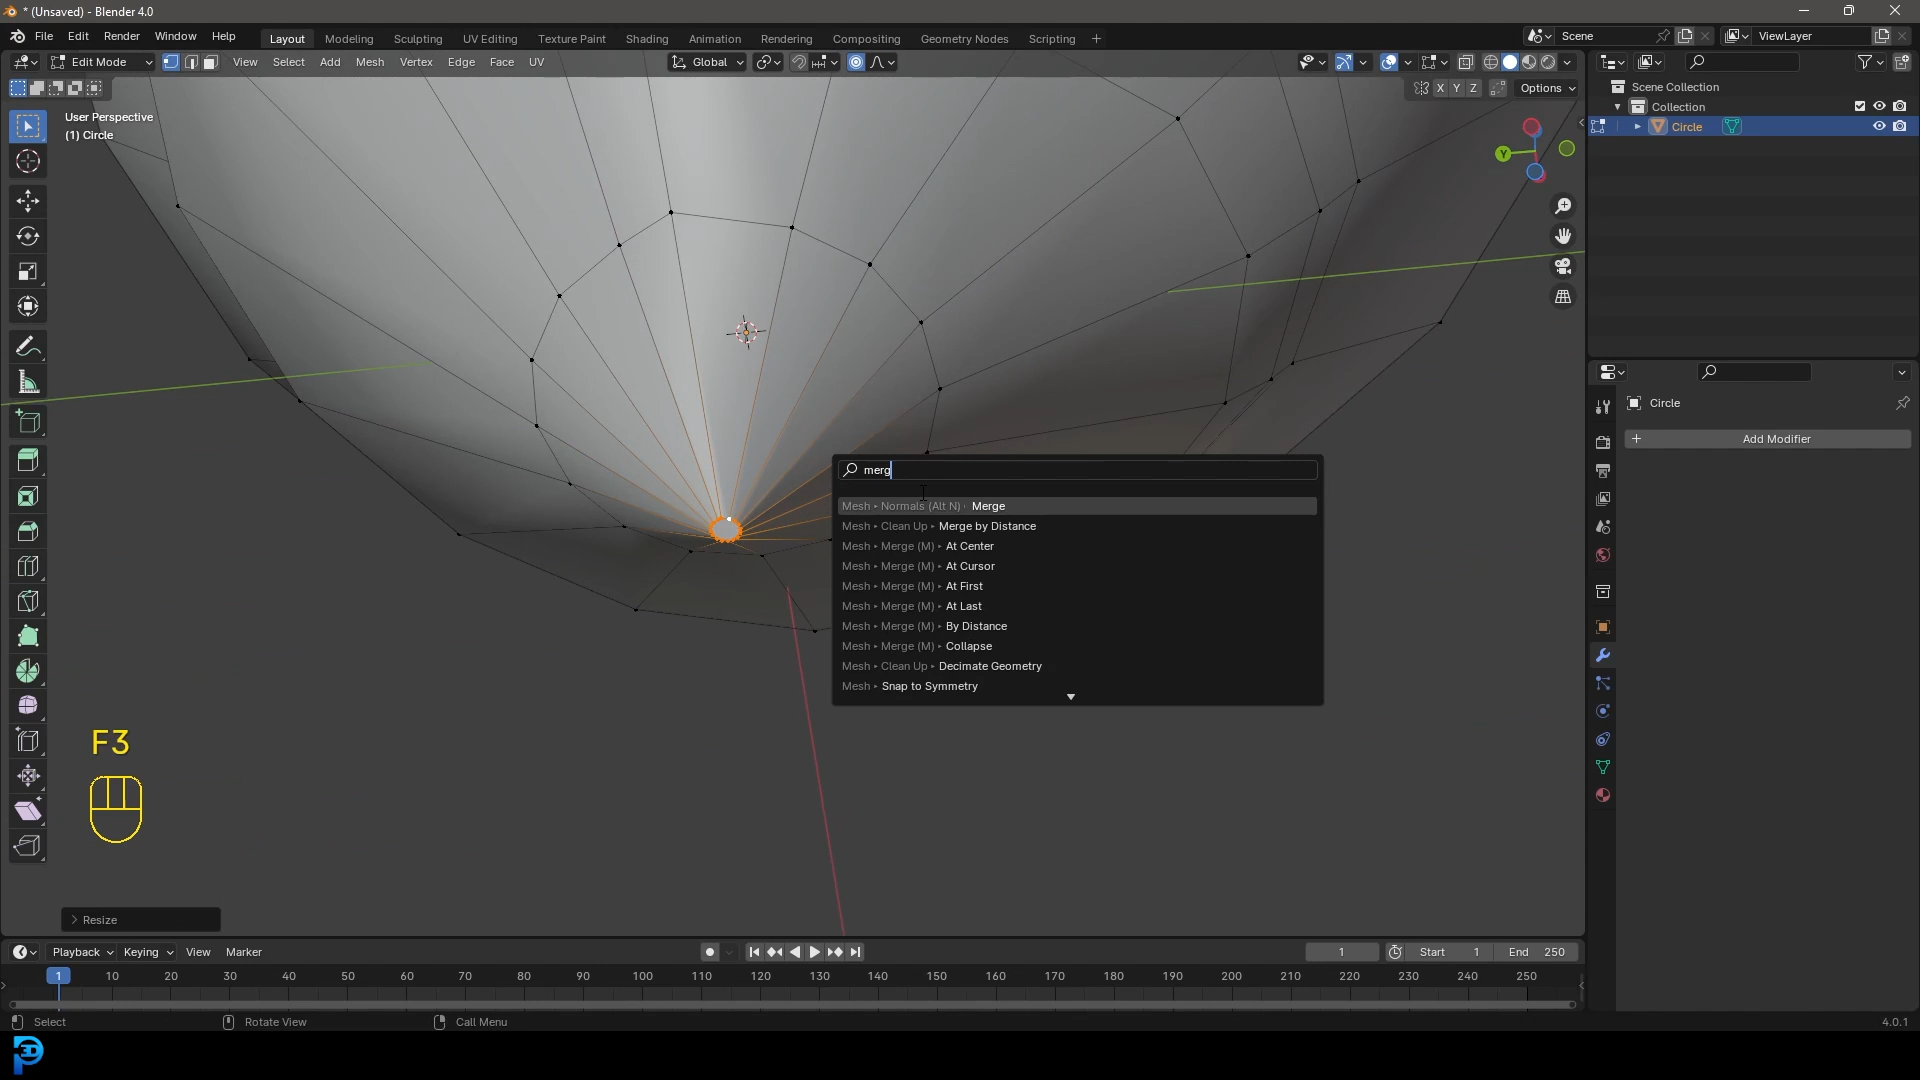 * (Unsaved) - Blender 4.0
File Edit Render Window Help
Layout Modeling Sculpting UV Editing Texture Paint Shading Animation Rendering Compositing Geometry Nodes Scripting +
Scene
ViewLayer
Edit Mode
View Select Add Mesh Vertex Edge Face UV
Global
X Y Z
Options
User Perspective
(1) Circle
Y
Scene Collection
Collection
Circle
Circle
+ Add Modifier
merg
Mesh ▸ Normals (Alt N) ▸ Merge
Mesh ▸ Clean Up ▸ Merge by Distance
Mesh ▸ Merge (M) ▸ At Center
Mesh ▸ Merge (M) ▸ At Cursor
Mesh ▸ Merge (M) ▸ At First
Mesh ▸ Merge (M) ▸ At Last
Mesh ▸ Merge (M) ▸ By Distance
Mesh ▸ Merge (M) ▸ Collapse
Mesh ▸ Clean Up ▸ Decimate Geometry
Mesh ▸ Snap to Symmetry
F3
> Resize
Playback Keying View Marker
1
Start 1
End 250
1 10 20 30 40 50 60 70 80 90 100 110 120 130 140 150 160 170 180 190 200 210 220 230 240 250
Select
Rotate View
Call Menu
4.0.1